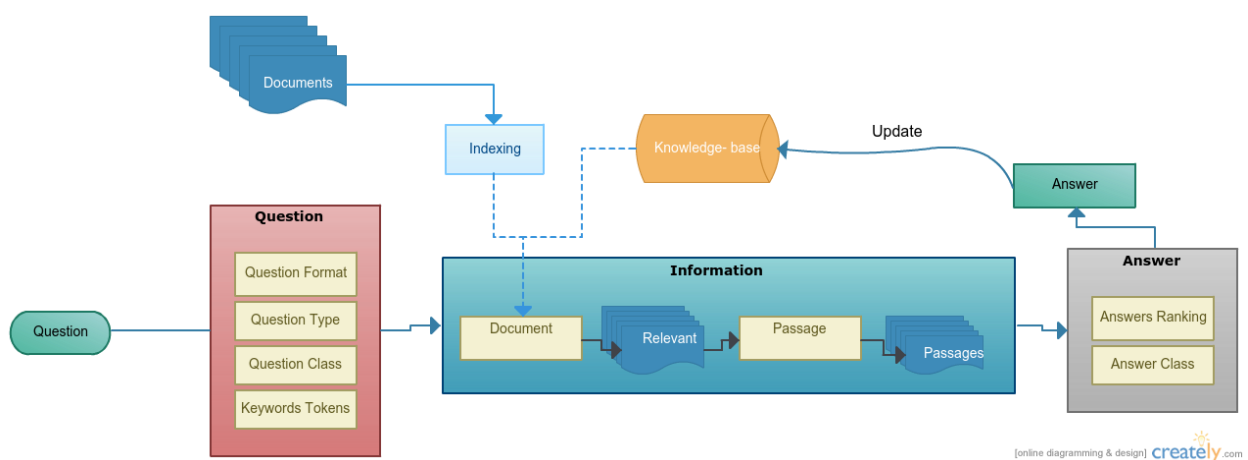 Documents
Indexing
Knowledge- base
Update
Answer
Question
Question
Question Format
Question Type
Question Class
Keywords Tokens
Information
Document
Relevant
Passage
Passages
Answer
Answers Ranking
Answer Class
[online diagramming & design] creately.com